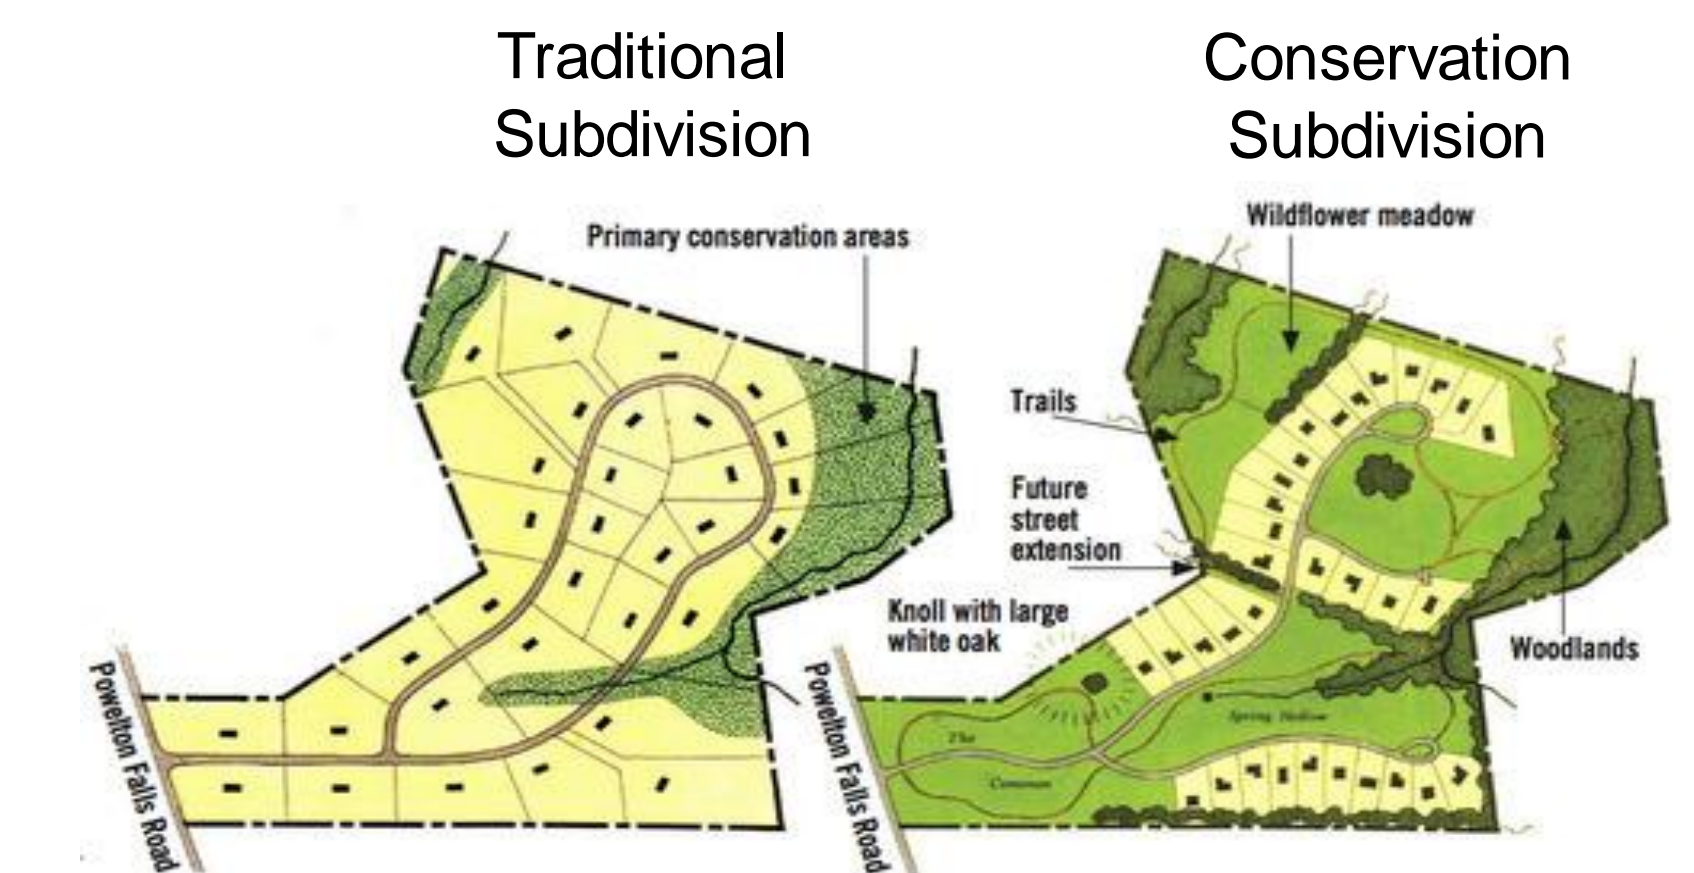 Traditional
Subdivision
Conservation
Subdivision
Primary conservation areas
Powelton Falls Road
Wildflower meadow
Trails
Future
street
extension
Knoll with large
white oak
Woodlands
Powelton Falls Road
The
Common
Spring Hollow